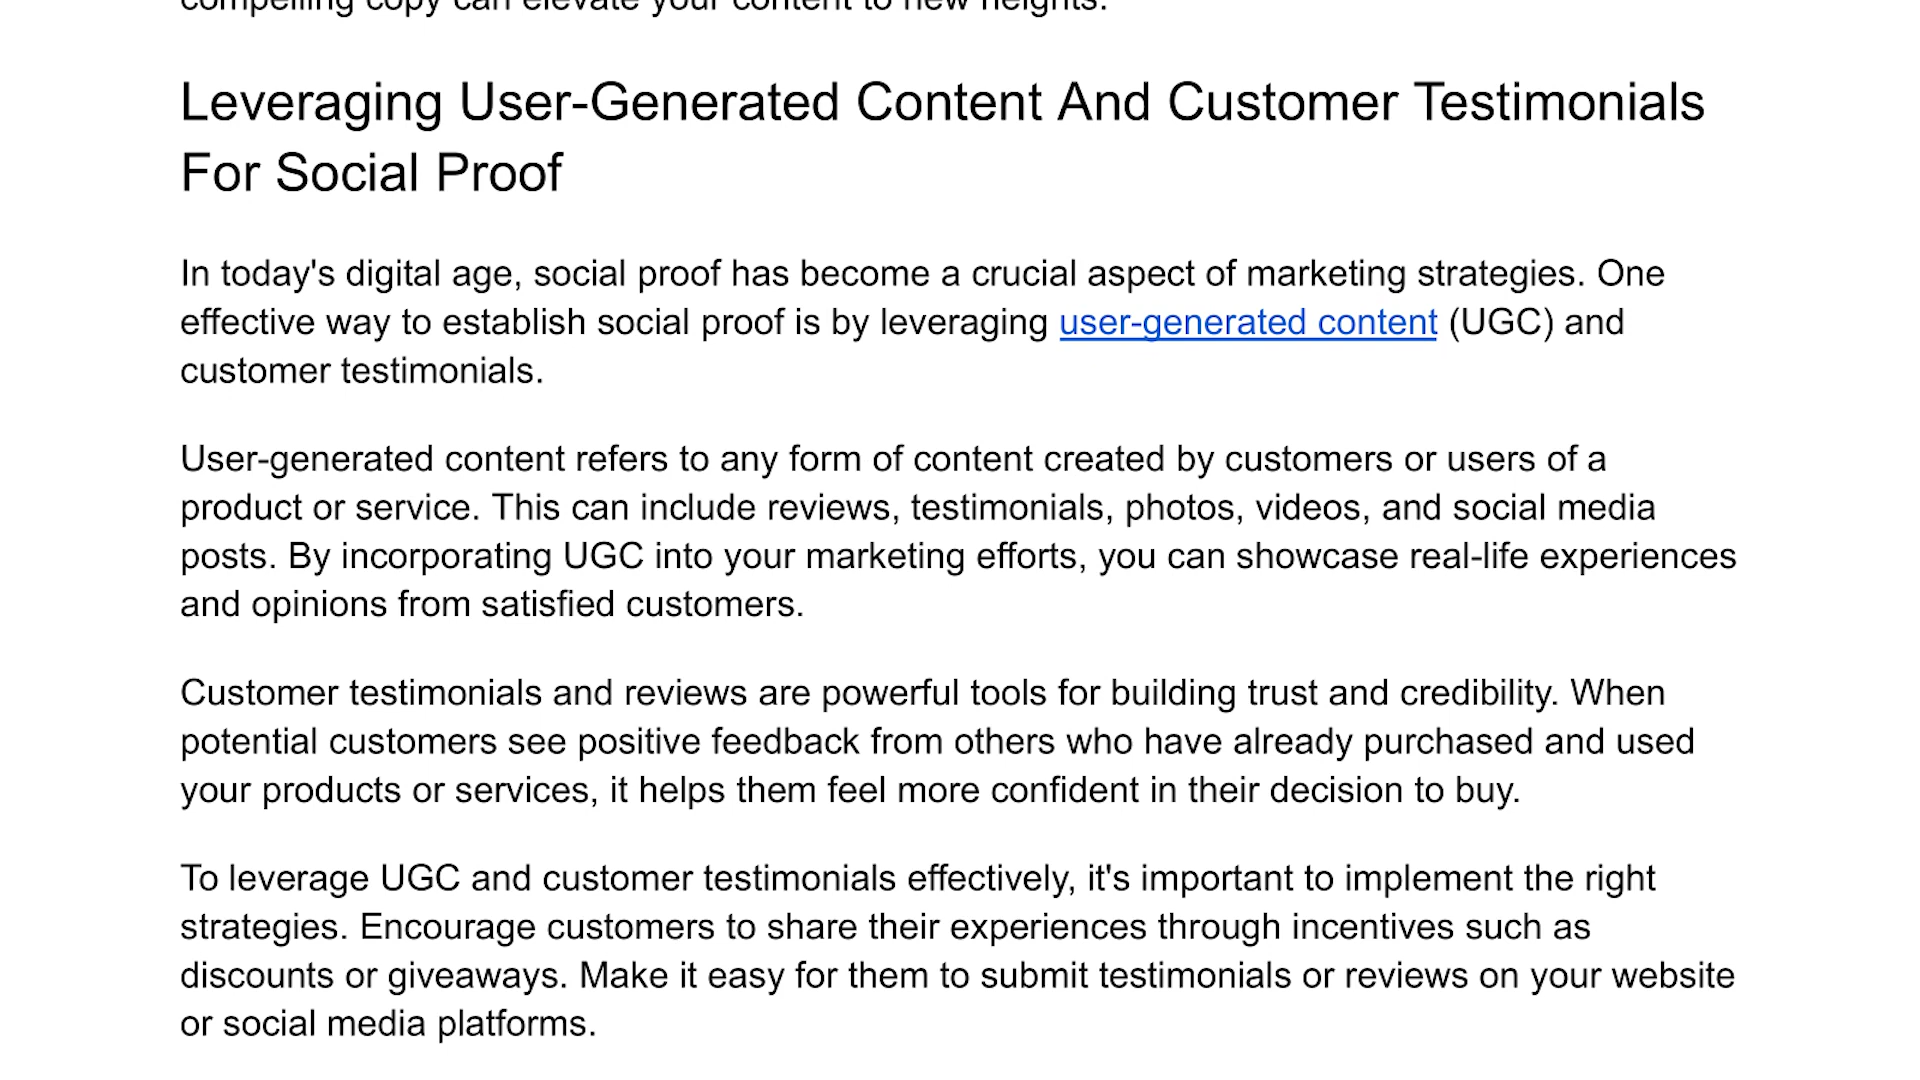 compelling copy can elevate your content to new heights.
Leveraging User-Generated Content And Customer Testimonials
For Social Proof
In today's digital age, social proof has become a crucial aspect of marketing strategies. One
effective way to establish social proof is by leveraging user-generated content (UGC) and
customer testimonials.
User-generated content refers to any form of content created by customers or users of a
product or service. This can include reviews, testimonials, photos, videos, and social media
posts. By incorporating UGC into your marketing efforts, you can showcase real-life experiences
and opinions from satisfied customers.
Customer testimonials and reviews are powerful tools for building trust and credibility. When
potential customers see positive feedback from others who have already purchased and used
your products or services, it helps them feel more confident in their decision to buy.
To leverage UGC and customer testimonials effectively, it's important to implement the right
strategies. Encourage customers to share their experiences through incentives such as
discounts or giveaways. Make it easy for them to submit testimonials or reviews on your website
or social media platforms.